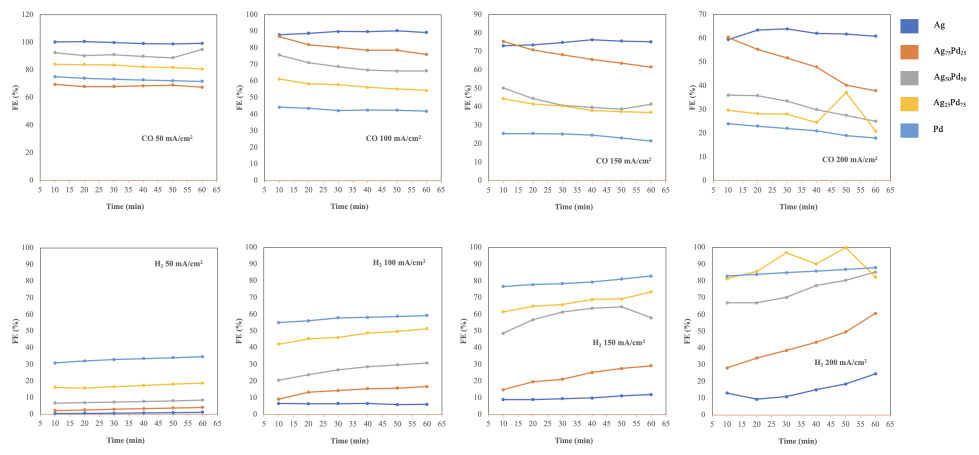 120
100
80
60
40
20
0
FE (%)
CO 50 mA/cm²
5 10 15 20 25 30 35 40 45 50 55 60 65
Time (min)
100
90
80
70
60
50
40
30
20
10
0
FE (%)
CO 100 mA/cm²
5 10 15 20 25 30 35 40 45 50 55 60 65
Time (min)
90
80
70
60
50
40
30
20
10
0
FE (%)
CO 150 mA/cm²
5 10 15 20 25 30 35 40 45 50 55 60 65
Time (min)
70
60
50
40
30
20
10
0
FE (%)
CO 200 mA/cm²
5 10 15 20 25 30 35 40 45 50 55 60 65
Time (min)
Ag
Ag₇₅Pd₂₅
Ag₅₀Pd₅₀
Ag₂₅Pd₇₅
Pd
100
90
80
70
60
50
40
30
20
10
0
FE (%)
H₂ 50 mA/cm²
5 10 15 20 25 30 35 40 45 50 55 60 65
Time (min)
100
90
80
70
60
50
40
30
20
10
0
FE (%)
H₂ 100 mA/cm²
5 10 15 20 25 30 35 40 45 50 55 60 65
Time (min)
100
90
80
70
60
50
40
30
20
10
0
FE (%)
H₂ 150 mA/cm²
5 10 15 20 25 30 35 40 45 50 55 60 65
Time (min)
100
90
80
70
60
50
40
30
20
10
0
FE (%)
H₂ 200 mA/cm²
5 10 15 20 25 30 35 40 45 50 55 60 65
Time (min)